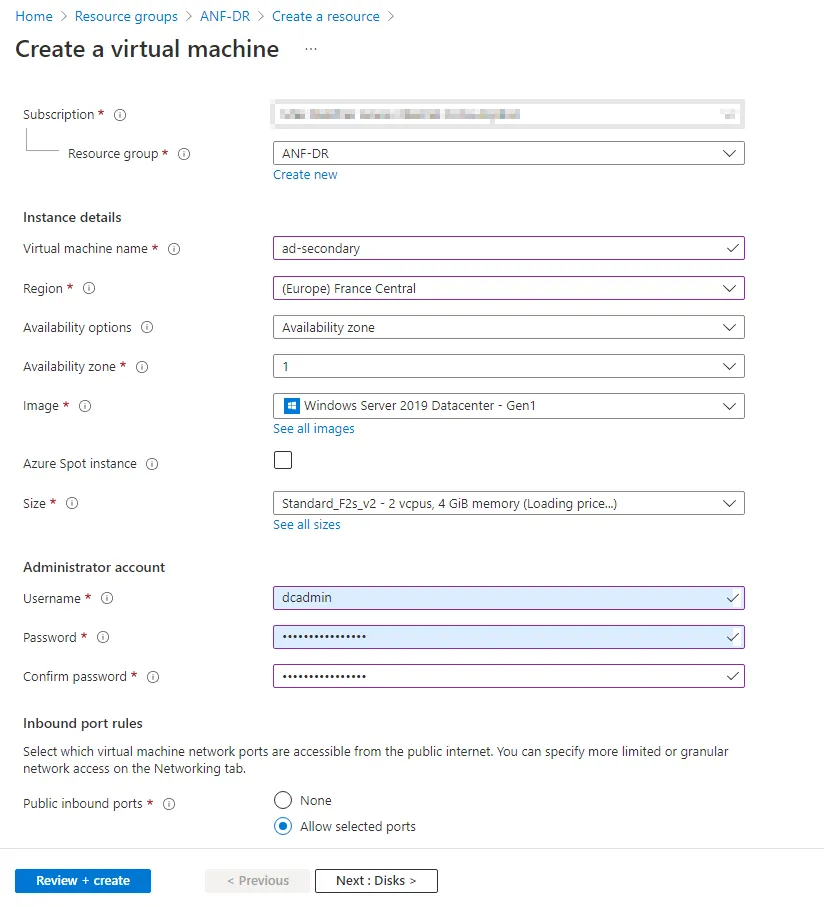 Home > Resource groups > ANF-DR > Create a resource >
Create a virtual machine ...
Subscription *
Resource group * ANF-DR
Create new
Instance details
Virtual machine name * ad-secondary
Region * (Europe) France Central
Availability options Availability zone
Availability zone * 1
Image * Windows Server 2019 Datacenter - Gen1
See all images
Azure Spot instance
Size * Standard_F2s_v2 - 2 vcpus, 4 GiB memory (Loading price...)
See all sizes
Administrator account
Username * dcadmin
Password * ••••••••••••••••
Confirm password * ••••••••••••••••
Inbound port rules
Select which virtual machine network ports are accessible from the public internet. You can specify more limited or granular
network access on the Networking tab.
Public inbound ports * None
Allow selected ports
Review + create < Previous Next : Disks >